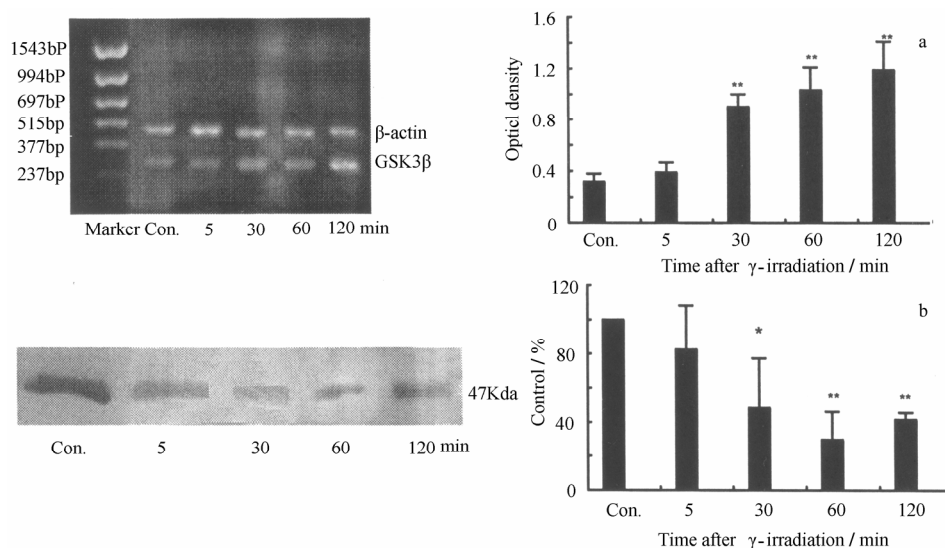 1543bP
994bP
697bP
515bp
377bp
237bp
β-actin
GSK3β
Markcr Con. 5 30 60 120 min
1.6
1.2
0.8
0.4
0
Opticl density
a
**
**
**
Con. 5 30 60 120
Time after γ-irradiation / min
47Kda
Con. 5 30 60 120 min
120
80
40
0
Control / %
b
*
**
**
Con. 5 30 60 120
Time after γ-irradiation / min